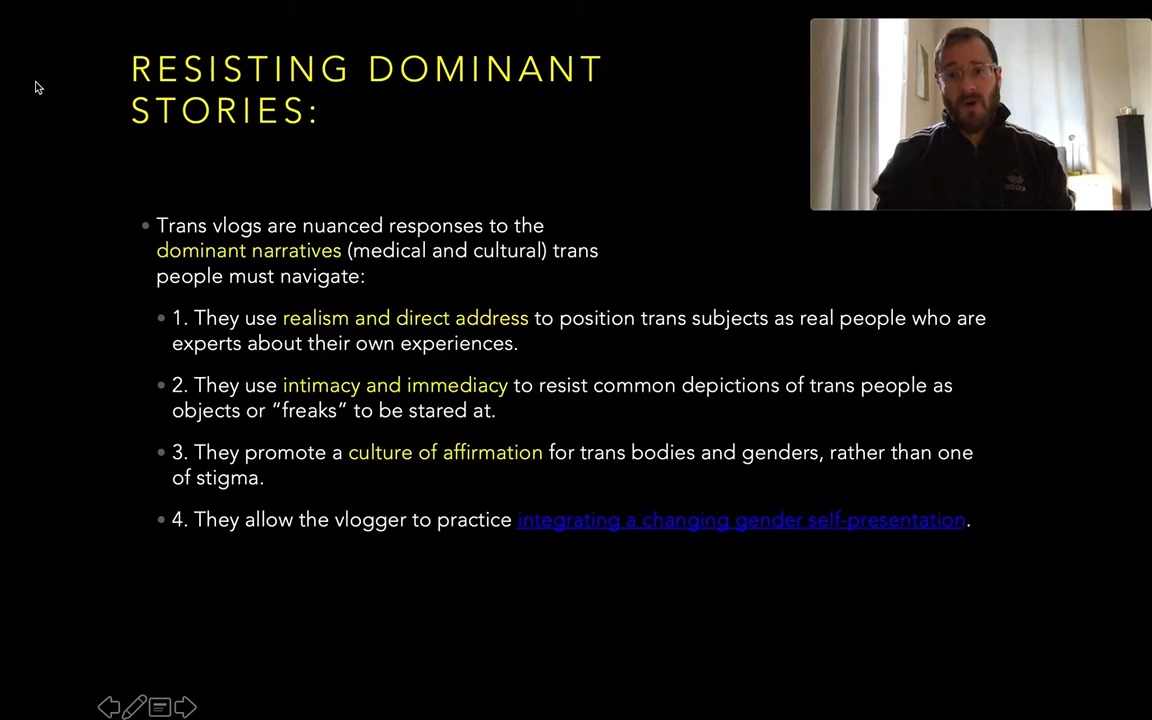 RESISTING DOMINANT
STORIES:
Trans vlogs are nuanced responses to the
dominant narratives (medical and cultural) trans
people must navigate:
1. They use realism and direct address to position trans subjects as real people who are
experts about their own experiences.
2. They use intimacy and immediacy to resist common depictions of trans people as
objects or “freaks” to be stared at.
3. They promote a culture of affirmation for trans bodies and genders, rather than one
of stigma.
4. They allow the vlogger to practice integrating a changing gender self-presentation.